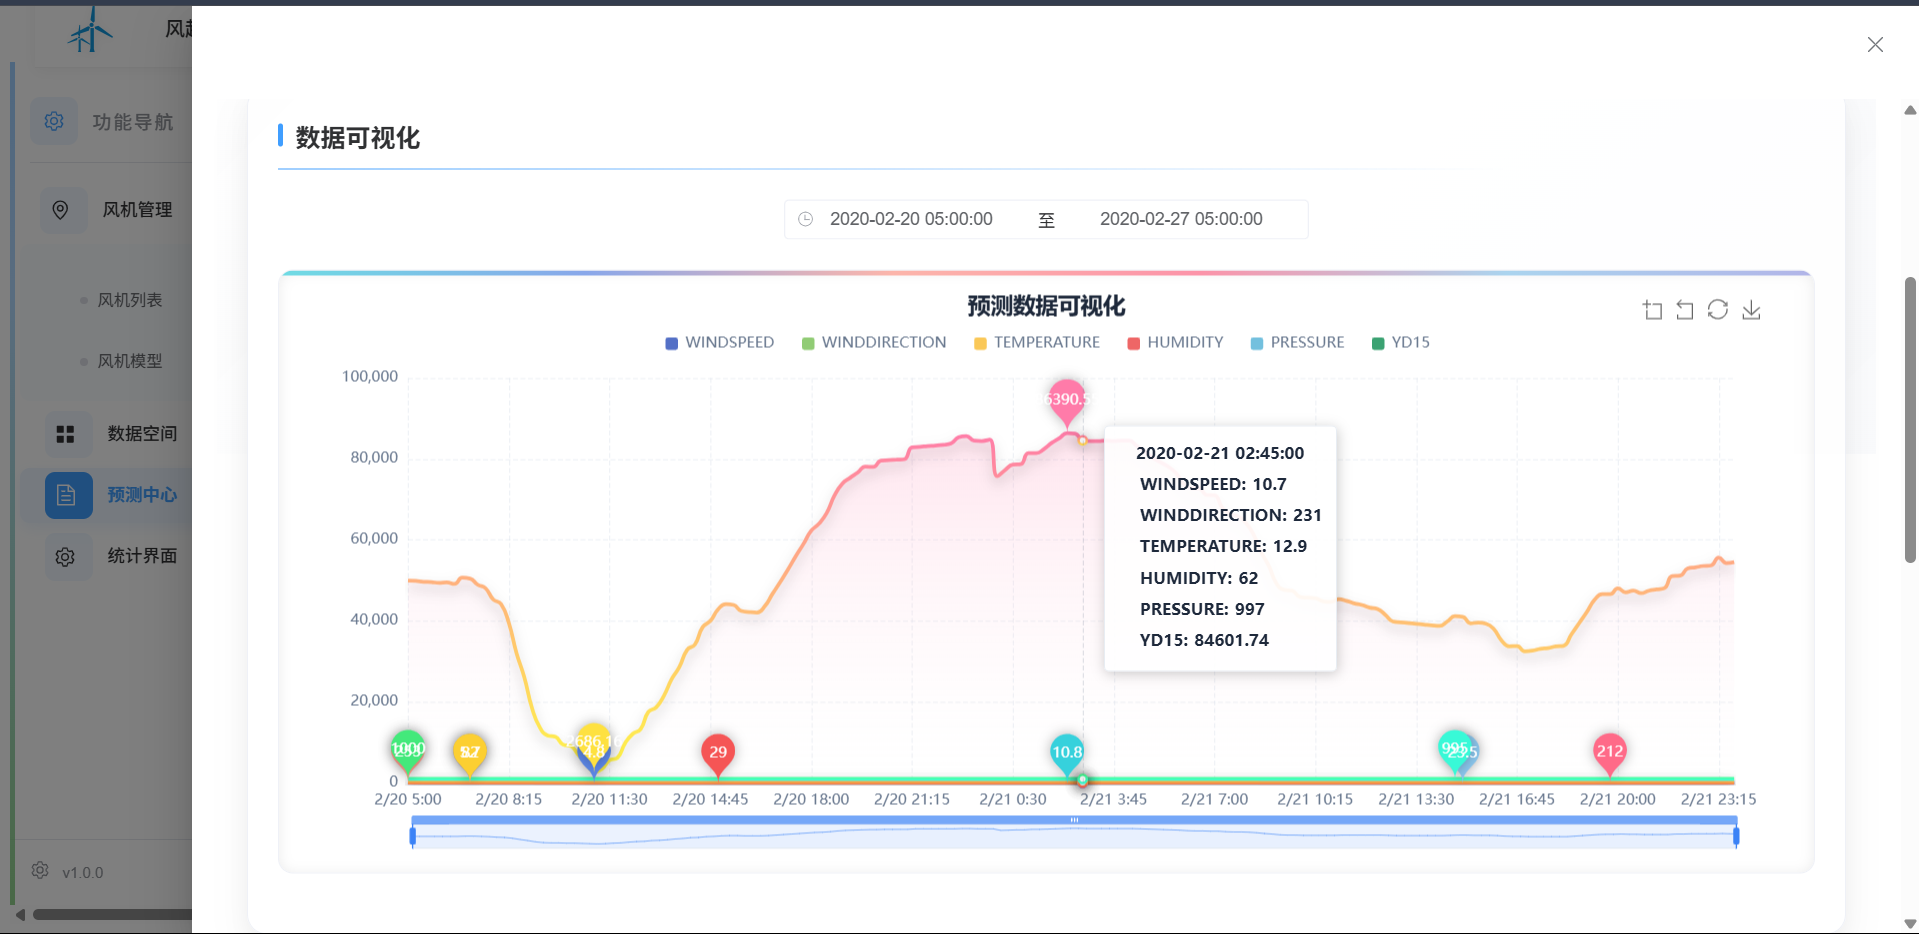 风起
功能导航
风机管理
风机列表
风机模型
数据空间
预测中心
统计界面
v1.0.0
数据可视化
2020-02-20 05:00:00 至 2020-02-27 05:00:00
预测数据可视化
WINDSPEED WINDDIRECTION TEMPERATURE HUMIDITY PRESSURE YD15
100,000
80,000
60,000
40,000
20,000
0
6390.5
2020-02-21 02:45:00
WINDSPEED: 10.7
WINDDIRECTION: 231
TEMPERATURE: 12.9
HUMIDITY: 62
PRESSURE: 997
YD15: 84601.74
1000
2686.16
4.8
29
10.8
995
23.5
212
2/20 5:00 2/20 8:15 2/20 11:30 2/20 14:45 2/20 18:00 2/20 21:15 2/21 0:30 2/21 3:45 2/21 7:00 2/21 10:15 2/21 13:30 2/21 16:45 2/21 20:00 2/21 23:15